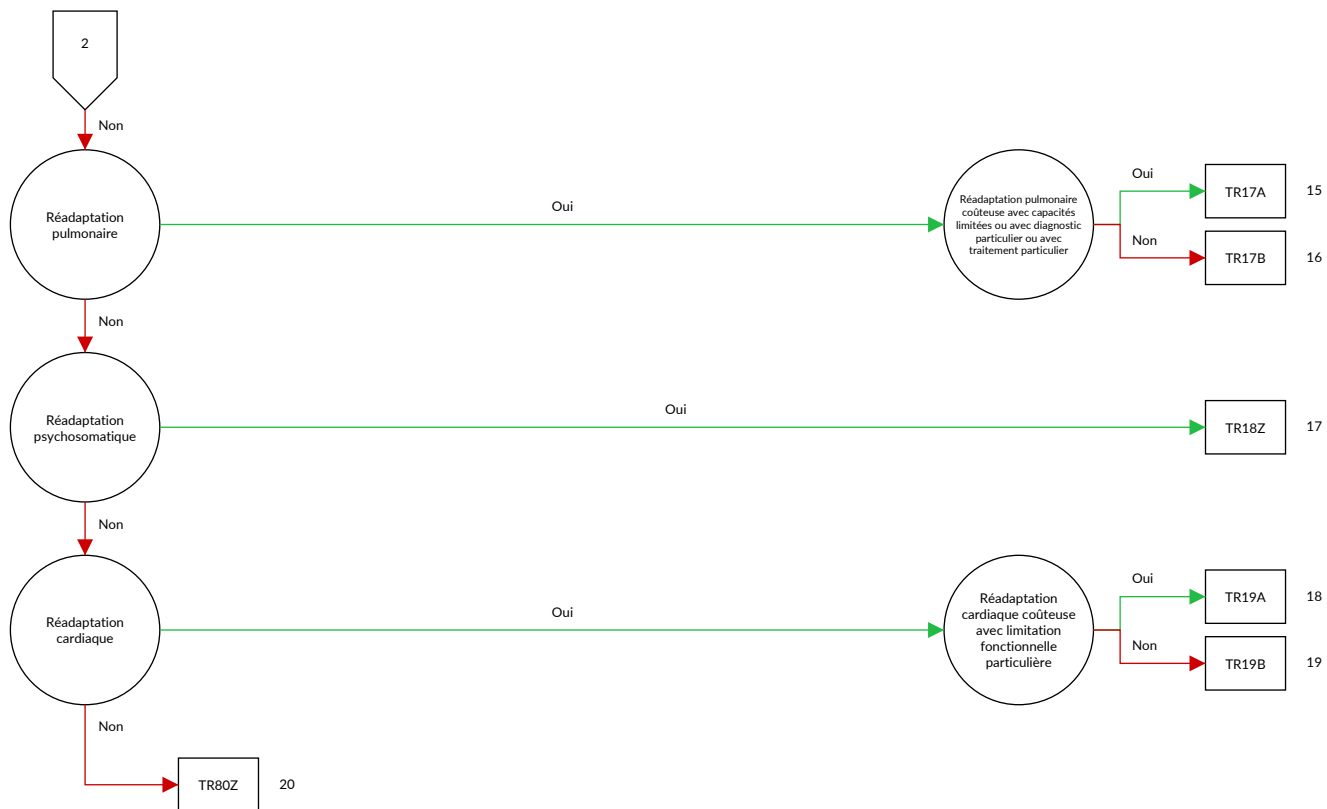 2
Non
Réadaptation
pulmonaire
Oui
Réadaptation pulmonaire
coûteuse avec capacités
limitées ou avec diagnostic
particulier ou avec
traitement particulier
Oui
TR17A
15
Non
TR17B
16
Non
Réadaptation
psychosomatique
Oui
TR18Z
17
Non
Réadaptation
cardiaque
Oui
Réadaptation
cardiaque coûteuse
avec limitation
fonctionnelle
particulière
Oui
TR19A
18
Non
TR19B
19
Non
TR80Z
20